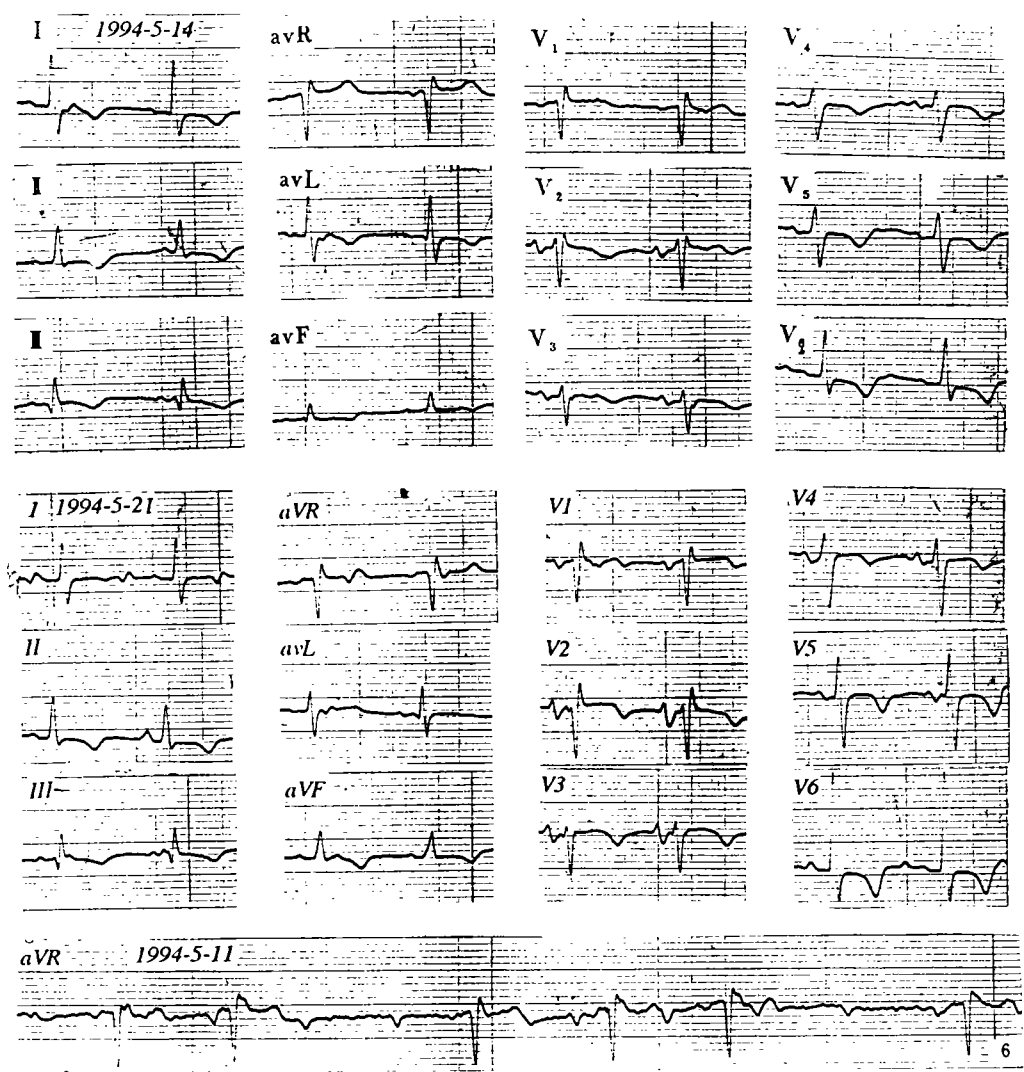 I 1994-5-14 avR V₁ V₄
II avL V₂ V₅
III avF V₃ V₆
I 1994-5-21 aVR V1 V4
II avL V2 V5
III aVF V3 V6
aVR 1994-5-11
6